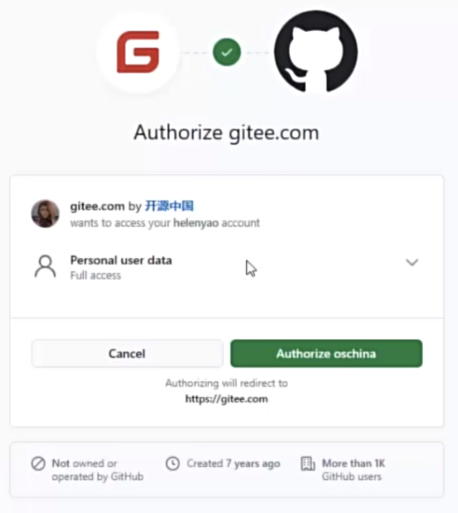 Authorize gitee.com
gitee.com by 开源中国
wants to access your helenyao account
Personal user data
Full access
Cancel
Authorize oschina
Authorizing will redirect to
https://gitee.com
Not owned or
operated by GitHub
Created 7 years ago
More than 1K
GitHub users